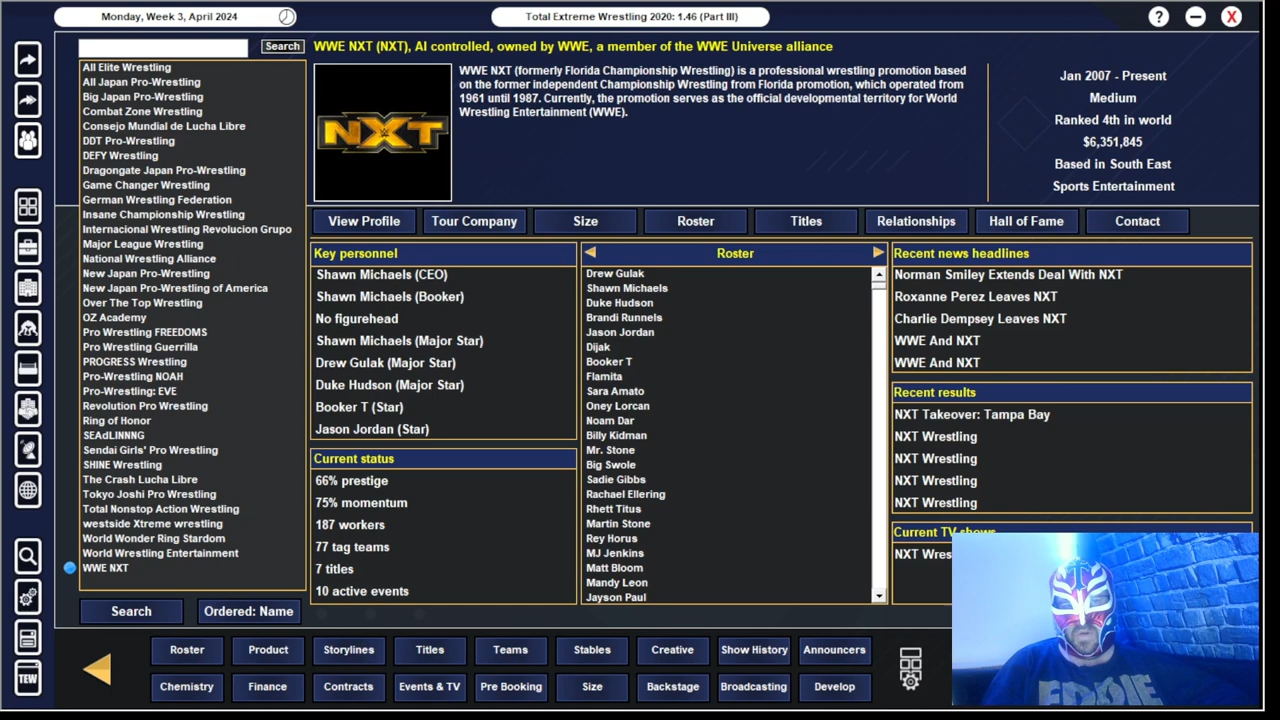 Monday, Week 3, April 2024
Total Extreme Wrestling 2020: 1.46 (Part III)
? X
Search
WWE NXT (NXT), AI controlled, owned by WWE, a member of the WWE Universe alliance
All Elite Wrestling
All Japan Pro-Wrestling
Big Japan Pro-Wrestling
Combat Zone Wrestling
Consejo Mundial de Lucha Libre
DDT Pro-Wrestling
DEFY Wrestling
Dragongate Japan Pro-Wrestling
Game Changer Wrestling
German Wrestling Federation
Insane Championship Wrestling
Internacional Wrestling Revolucion Grupo
Major League Wrestling
National Wrestling Alliance
New Japan Pro-Wrestling
New Japan Pro-Wrestling of America
Over The Top Wrestling
OZ Academy
Pro Wrestling FREEDOMS
Pro Wrestling Guerrilla
PROGRESS Wrestling
Pro-Wrestling NOAH
Pro-Wrestling: EVE
Revolution Pro Wrestling
Ring of Honor
SEAdLINNNG
Sendai Girls' Pro Wrestling
SHINE Wrestling
The Crash Lucha Libre
Tokyo Joshi Pro Wrestling
Total Nonstop Action Wrestling
westside Xtreme wrestling
World Wonder Ring Stardom
World Wrestling Entertainment
WWE NXT
Search
Ordered: Name
NXT
WWE NXT (formerly Florida Championship Wrestling) is a professional wrestling promotion based
on the former independent Championship Wrestling from Florida promotion, which operated from
1961 until 1987. Currently, the promotion serves as the official developmental territory for World
Wrestling Entertainment (WWE).
Jan 2007 - Present
Medium
Ranked 4th in world
$6,351,845
Based in South East
Sports Entertainment
View Profile
Tour Company
Size
Roster
Titles
Relationships
Hall of Fame
Contact
Key personnel
Shawn Michaels (CEO)
Shawn Michaels (Booker)
No figurehead
Shawn Michaels (Major Star)
Drew Gulak (Major Star)
Duke Hudson (Major Star)
Booker T (Star)
Jason Jordan (Star)
Current status
66% prestige
75% momentum
187 workers
77 tag teams
7 titles
10 active events
Roster
Drew Gulak
Shawn Michaels
Duke Hudson
Brandi Runnels
Jason Jordan
Dijak
Booker T
Flamita
Sara Amato
Oney Lorcan
Noam Dar
Billy Kidman
Mr. Stone
Big Swole
Sadie Gibbs
Rachael Ellering
Rhett Titus
Martin Stone
Rey Horus
MJ Jenkins
Matt Bloom
Mandy Leon
Jayson Paul
Recent news headlines
Norman Smiley Extends Deal With NXT
Roxanne Perez Leaves NXT
Charlie Dempsey Leaves NXT
WWE And NXT
WWE And NXT
Recent results
NXT Takeover: Tampa Bay
NXT Wrestling
NXT Wrestling
NXT Wrestling
NXT Wrestling
Current TV shows
NXT Wres
EDDIE
Roster
Product
Storylines
Titles
Teams
Stables
Creative
Show History
Announcers
Chemistry
Finance
Contracts
Events & TV
Pre Booking
Size
Backstage
Broadcasting
Develop
TEW